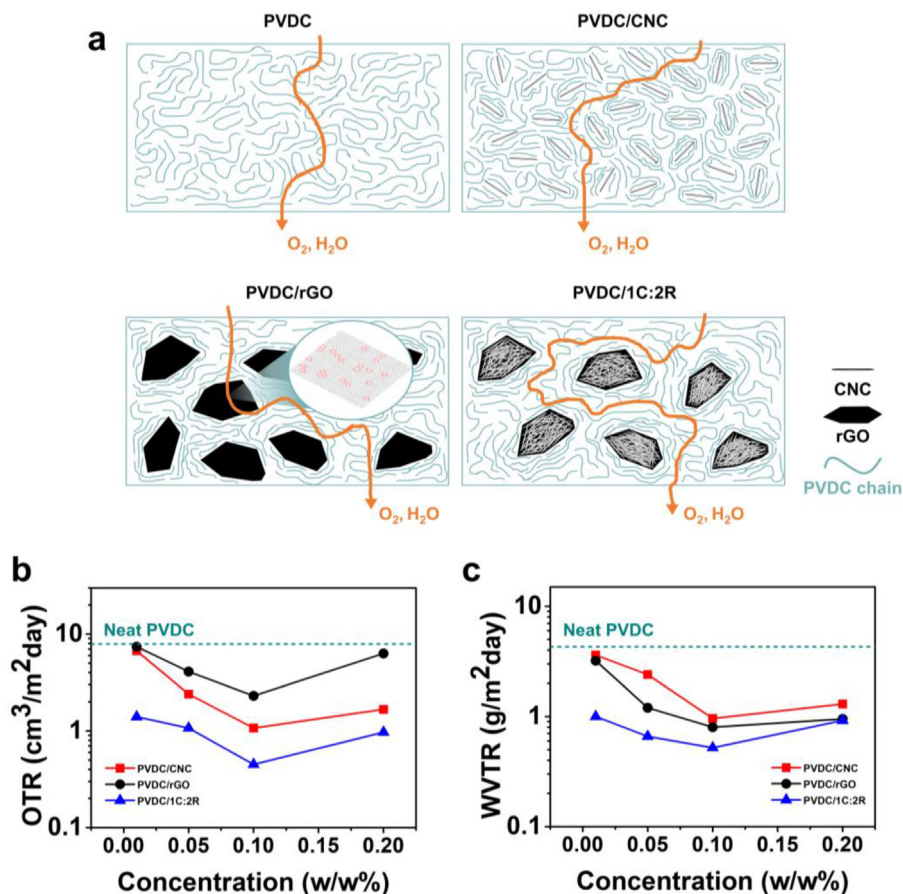 a
PVDC
PVDC/CNC
O2, H2O
O2, H2O
PVDC/rGO
PVDC/1C:2R
CNC
rGO
PVDC chain
O2, H2O
O2, H2O
b
OTR (cm³/m²day)
10
1
0.1
Neat PVDC
PVDC/CNC
PVDC/rGO
PVDC/1C:2R
0.00 0.05 0.10 0.15 0.20
Concentration (w/w%)
c
WVTR (g/m²day)
10
1
0.1
Neat PVDC
PVDC/CNC
PVDC/rGO
PVDC/1C:2R
0.00 0.05 0.10 0.15 0.20
Concentration (w/w%)